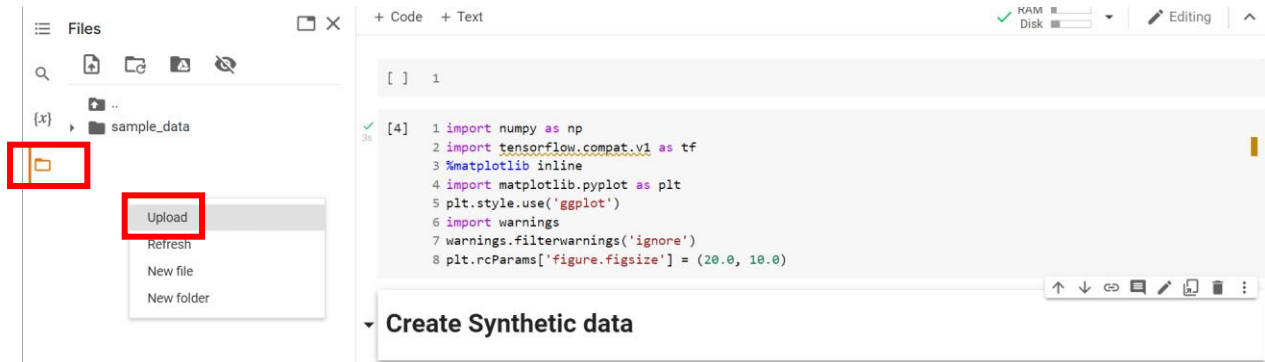 Files
..
{x}
sample_data
Upload
Refresh
New file
New folder
+ Code + Text
RAM
Disk
Editing
[ ] 1
3s
[4] 1 import numpy as np
2 import tensorflow.compat.v1 as tf
3 %matplotlib inline
4 import matplotlib.pyplot as plt
5 plt.style.use('ggplot')
6 import warnings
7 warnings.filterwarnings('ignore')
8 plt.rcParams['figure.figsize'] = (20.0, 10.0)
Create Synthetic data